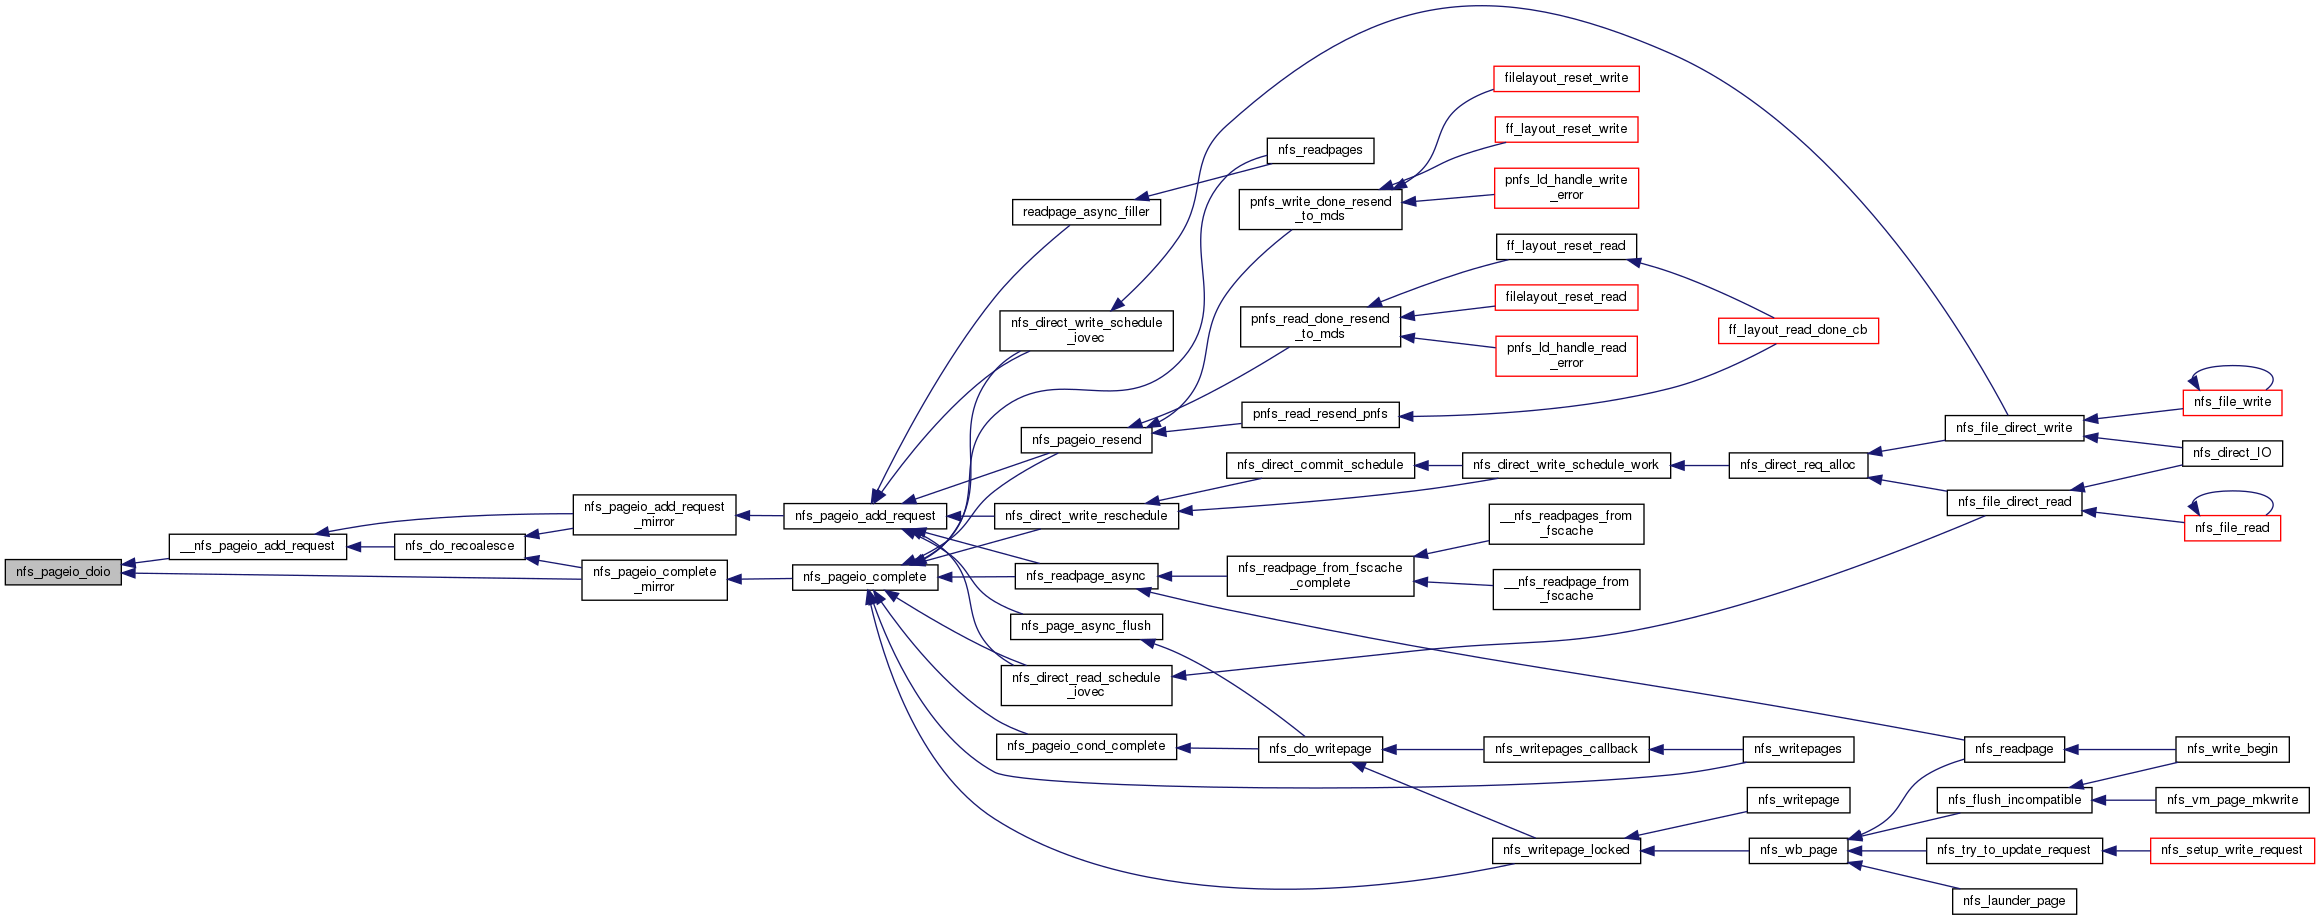 nfs_pageio_doio
__nfs_pageio_add_request
nfs_do_recoalesce
nfs_pageio_add_request
_mirror
nfs_pageio_complete
_mirror
nfs_pageio_add_request
nfs_pageio_complete
readpage_async_filler
nfs_direct_write_schedule
_iovec
nfs_pageio_resend
nfs_direct_write_reschedule
nfs_readpage_async
nfs_page_async_flush
nfs_direct_read_schedule
_iovec
nfs_pageio_cond_complete
nfs_readpages
pnfs_write_done_resend
_to_mds
pnfs_read_done_resend
_to_mds
pnfs_read_resend_pnfs
nfs_direct_commit_schedule
nfs_readpage_from_fscache
_complete
nfs_do_writepage
filelayout_reset_write
ff_layout_reset_write
pnfs_ld_handle_write
_error
ff_layout_reset_read
filelayout_reset_read
pnfs_ld_handle_read
_error
nfs_direct_write_schedule_work
__nfs_readpages_from
_fscache
__nfs_readpage_from
_fscache
nfs_writepages_callback
nfs_writepage_locked
ff_layout_read_done_cb
nfs_direct_req_alloc
nfs_writepages
nfs_writepage
nfs_wb_page
nfs_file_direct_write
nfs_file_direct_read
nfs_readpage
nfs_flush_incompatible
nfs_try_to_update_request
nfs_launder_page
nfs_file_write
nfs_direct_IO
nfs_file_read
nfs_write_begin
nfs_vm_page_mkwrite
nfs_setup_write_request